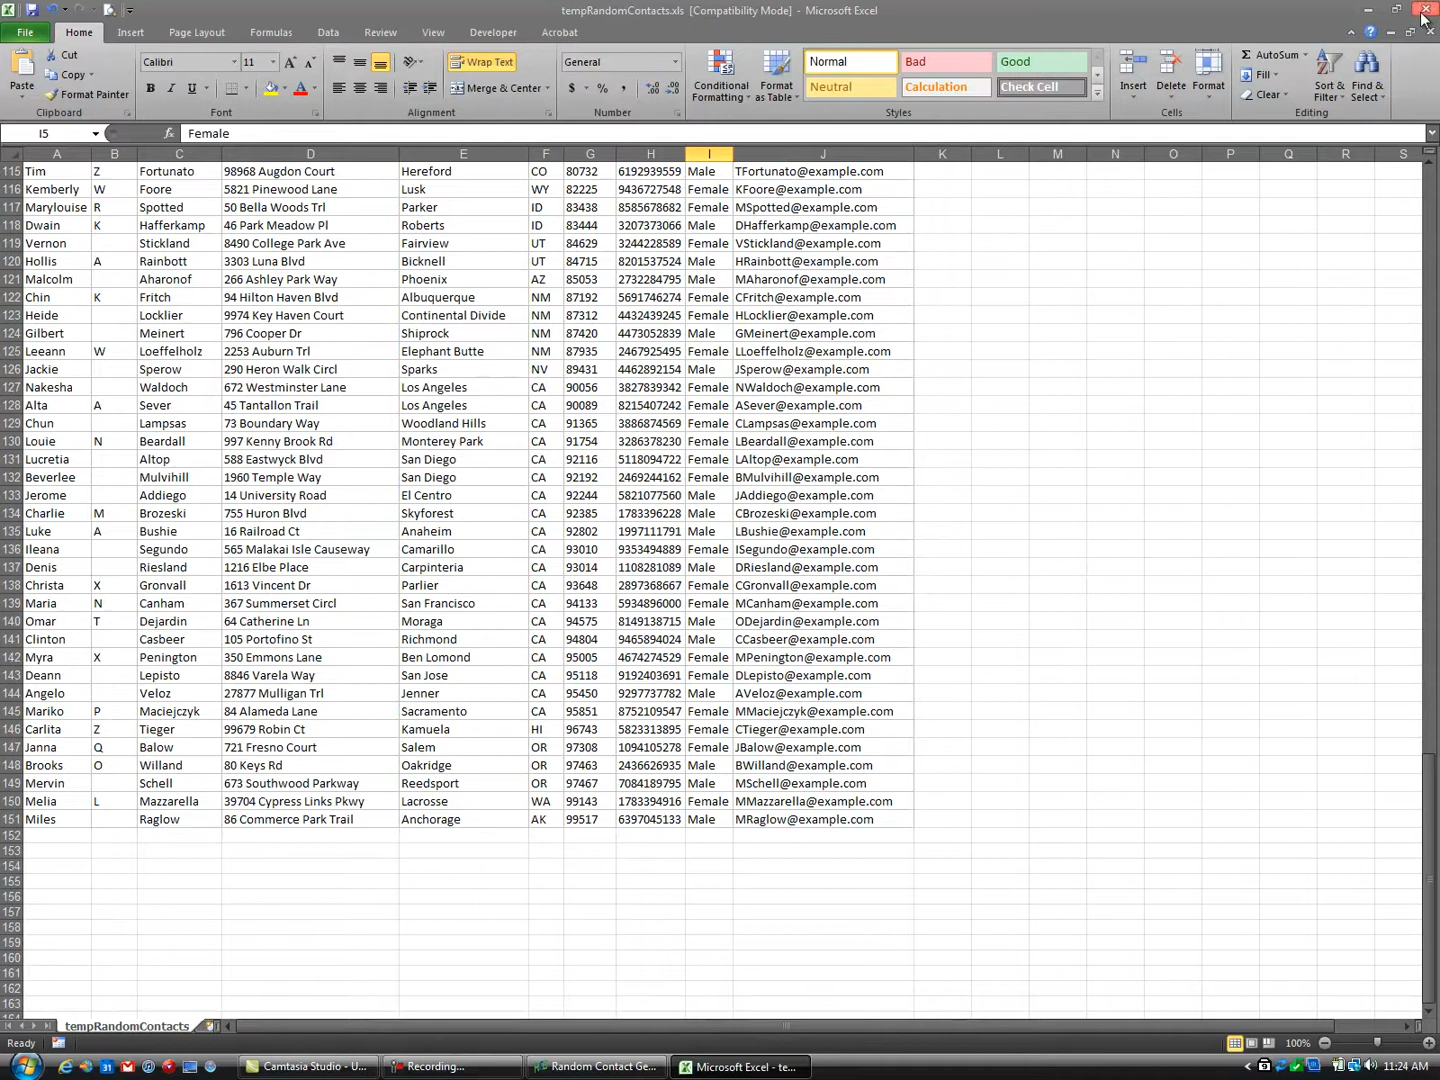 tempRandomContacts.xls [Compatibility Mode] - Microsoft Excel
File Home Insert Page Layout Formulas Data Review View Developer Acrobat
Paste Cut Copy Format Painter Clipboard
Calibri 11 B I U A A A Font
Wrap Text Merge & Center Alignment
General $ % , Number
Conditional Formatting Format as Table Normal Bad Good Neutral Calculation Check Cell Styles
Insert Delete Format Cells
Σ AutoSum Fill Clear Sort & Filter Find & Select Editing
I5 fx Female
A B C D E F G H I J K L M N O P Q R S
115 Tim Z Fortunato 98968 Augdon Court Hereford CO 80732 6192939559 Male TFortunato@example.com
116 Kemberly W Foore 5821 Pinewood Lane Lusk WY 82225 9436727548 Female KFoore@example.com
117 Marylouise R Spotted 50 Bella Woods Trl Parker ID 83438 8585678682 Female MSpotted@example.com
118 Dwain K Hafferkamp 46 Park Meadow Pl Roberts ID 83444 3207373066 Male DHafferkamp@example.com
119 Vernon Stickland 8490 College Park Ave Fairview UT 84629 3244228589 Female VStickland@example.com
120 Hollis A Rainbott 3303 Luna Blvd Bicknell UT 84715 8201537524 Male HRainbott@example.com
121 Malcolm Aharonof 266 Ashley Park Way Phoenix AZ 85053 2732284795 Male MAharonof@example.com
122 Chin K Fritch 94 Hilton Haven Blvd Albuquerque NM 87192 5691746274 Female CFritch@example.com
123 Heide Locklier 9974 Key Haven Court Continental Divide NM 87312 4432439245 Female HLocklier@example.com
124 Gilbert Meinert 796 Cooper Dr Shiprock NM 87420 4473052839 Male GMeinert@example.com
125 Leeann W Loeffelholz 2253 Auburn Trl Elephant Butte NM 87935 2467925495 Female LLoeffelholz@example.com
126 Jackie Sperow 290 Heron Walk Circl Sparks NV 89431 4462892154 Male JSperow@example.com
127 Nakesha Waldoch 672 Westminster Lane Los Angeles CA 90056 3827839342 Female NWaldoch@example.com
128 Alta A Sever 45 Tantallon Trail Los Angeles CA 90089 8215407242 Female ASever@example.com
129 Chun Lampsas 73 Boundary Way Woodland Hills CA 91365 3886874569 Female CLampsas@example.com
130 Louie N Beardall 997 Kenny Brook Rd Monterey Park CA 91754 3286378230 Female LBeardall@example.com
131 Lucretia Altop 588 Eastwyck Blvd San Diego CA 92116 5118094722 Female LAltop@example.com
132 Beverlee Mulvihill 1960 Temple Way San Diego CA 92192 2469244162 Female BMulvihill@example.com
133 Jerome Addiego 14 University Road El Centro CA 92244 5821077560 Male JAddiego@example.com
134 Charlie M Brozeski 755 Huron Blvd Skyforest CA 92385 1783396228 Male CBrozeski@example.com
135 Luke A Bushie 16 Railroad Ct Anaheim CA 92802 1997111791 Male LBushie@example.com
136 Ileana Segundo 565 Malakai Isle Causeway Camarillo CA 93010 9353494889 Female ISegundo@example.com
137 Denis Riesland 1216 Elbe Place Carpinteria CA 93014 1108281089 Male DRiesland@example.com
138 Christa X Gronvall 1613 Vincent Dr Parlier CA 93648 2897368667 Female CGronvall@example.com
139 Maria N Canham 367 Summerset Circl San Francisco CA 94133 5934896000 Female MCanham@example.com
140 Omar T Dejardin 64 Catherine Ln Moraga CA 94575 8149138715 Male ODejardin@example.com
141 Clinton Casbeer 105 Portofino St Richmond CA 94804 9465894024 Male CCasbeer@example.com
142 Myra X Penington 350 Emmons Lane Ben Lomond CA 95005 4674274529 Female MPenington@example.com
143 Deann Lepisto 8846 Varela Way San Jose CA 95118 9192403691 Female DLepisto@example.com
144 Angelo Veloz 27877 Mulligan Trl Jenner CA 95450 9297737782 Male AVeloz@example.com
145 Mariko P Maciejczyk 84 Alameda Lane Sacramento CA 95851 8752109547 Female MMaciejczyk@example.com
146 Carlita Z Tieger 99679 Robin Ct Kamuela HI 96743 5823313895 Female CTieger@example.com
147 Janna Q Balow 721 Fresno Court Salem OR 97308 1094105278 Female JBalow@example.com
148 Brooks O Willand 80 Keys Rd Oakridge OR 97463 2436626935 Male BWilland@example.com
149 Mervin Schell 673 Southwood Parkway Reedsport OR 97467 7084189795 Male MSchell@example.com
150 Melia L Mazzarella 39704 Cypress Links Pkwy Lacrosse WA 99143 1783394916 Female MMazzarella@example.com
151 Miles Raglow 86 Commerce Park Trail Anchorage AK 99517 6397045133 Male MRaglow@example.com
152
153
154
155
156
157
158
159
160
161
162
163
tempRandomContacts
Ready 100%
Camtasia Studio - U... Recording... Random Contact Ge... Microsoft Excel - te... 11:24 AM